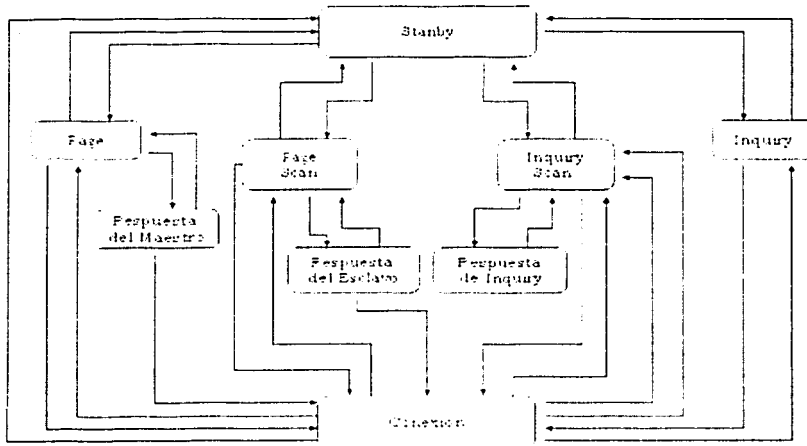 Stanby
Page
Page
Scan
Inquiry
Scan
Inquiry
Respuesta
del Maestro
Respuesta
del Esclavo
Respuesta
de Inquiry
Conexion